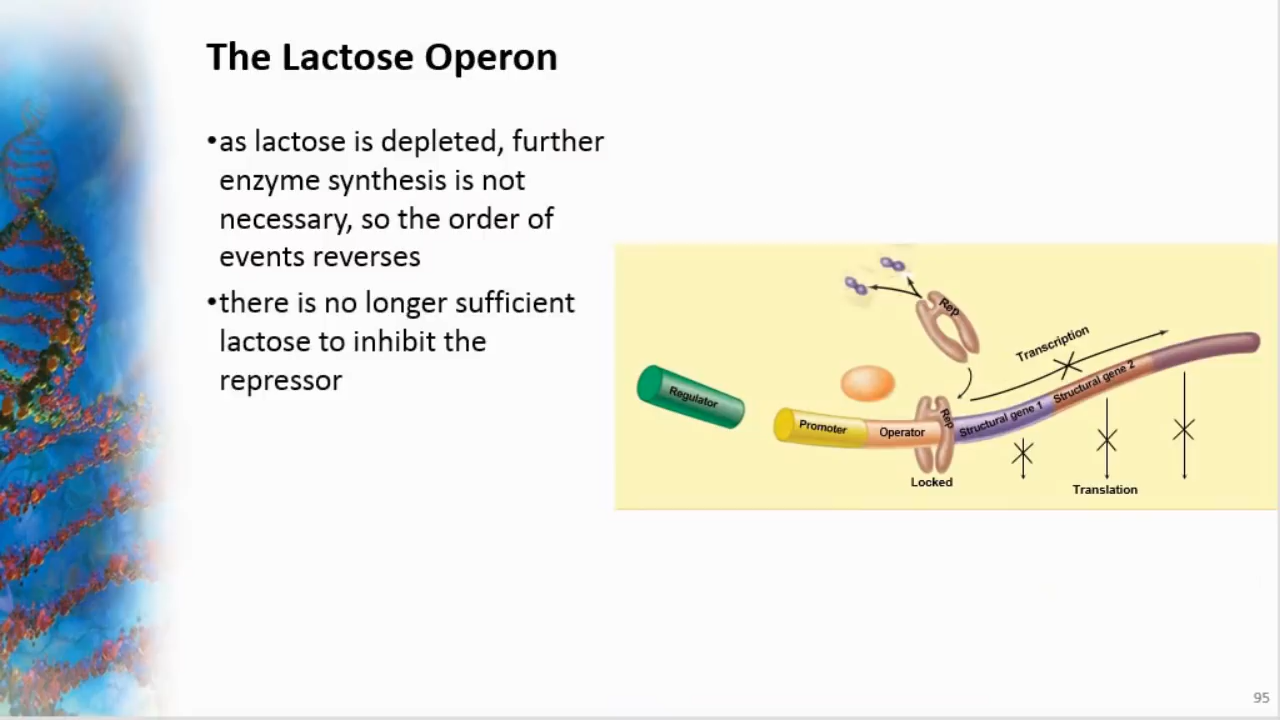 The Lactose Operon
•as lactose is depleted, further
enzyme synthesis is not
necessary, so the order of
events reverses
•there is no longer sufficient
lactose to inhibit the
repressor
Rep
Transcription
Regulator
Promoter
Operator
Rep
Structural gene 1
Structural gene 2
Locked
Translation
95